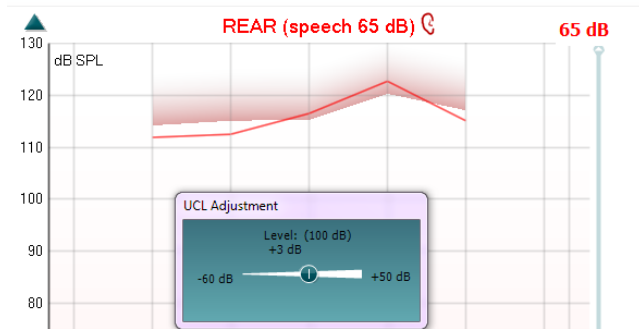 REAR (speech 65 dB)
65 dB
130
dB SPL
120
110
100
90
80
UCL Adjustment
Level: (100 dB)
+3 dB
-60 dB
+50 dB